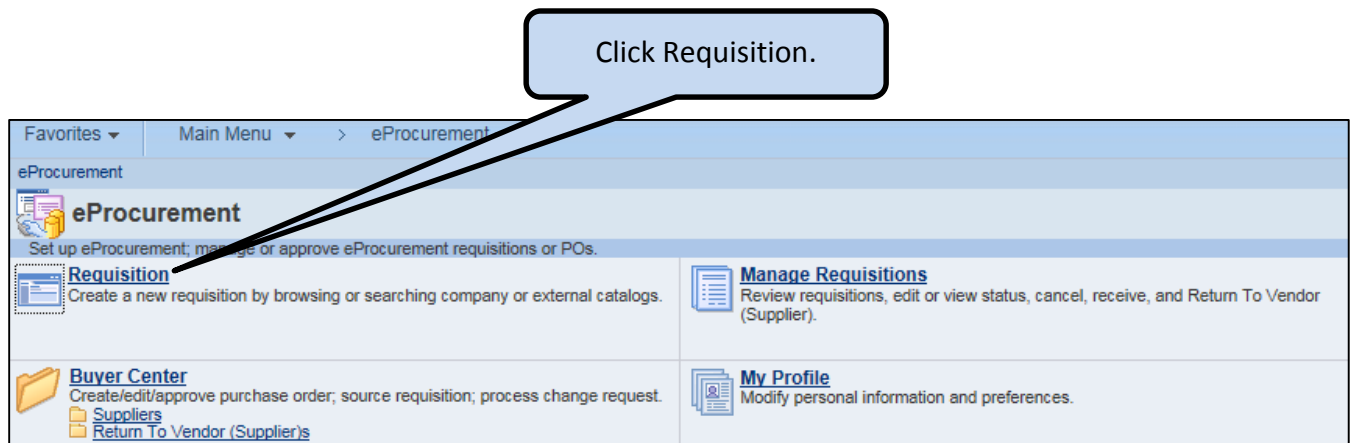 Click Requisition.
Favorites Main Menu > eProcurement
eProcurement
eProcurement
Set up eProcurement; manage or approve eProcurement requisitions or POs.
Requisition
Create a new requisition by browsing or searching company or external catalogs.
Manage Requisitions
Review requisitions, edit or view status, cancel, receive, and Return To Vendor
(Supplier).
Buyer Center
Create/edit/approve purchase order; source requisition; process change request.
Suppliers
Return To Vendor (Supplier)s
My Profile
Modify personal information and preferences.